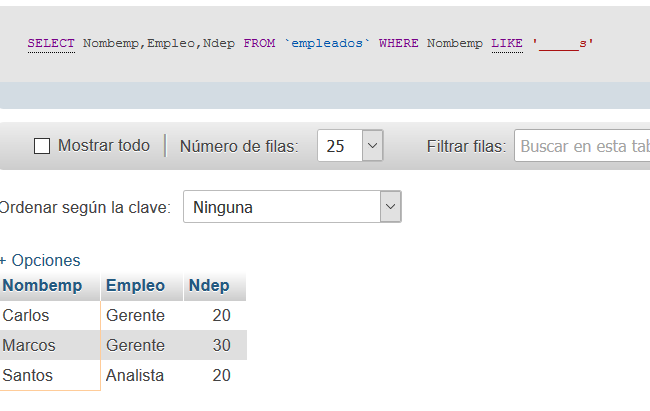 SELECT Nombemp,Empleo,Ndep FROM `empleados` WHERE Nombemp LIKE '_____s'
Mostrar todo Número de filas: 25 Filtrar filas: Buscar en esta tab
Ordenar según la clave: Ninguna
+ Opciones
Nombemp Empleo Ndep
Carlos Gerente 20
Marcos Gerente 30
Santos Analista 20